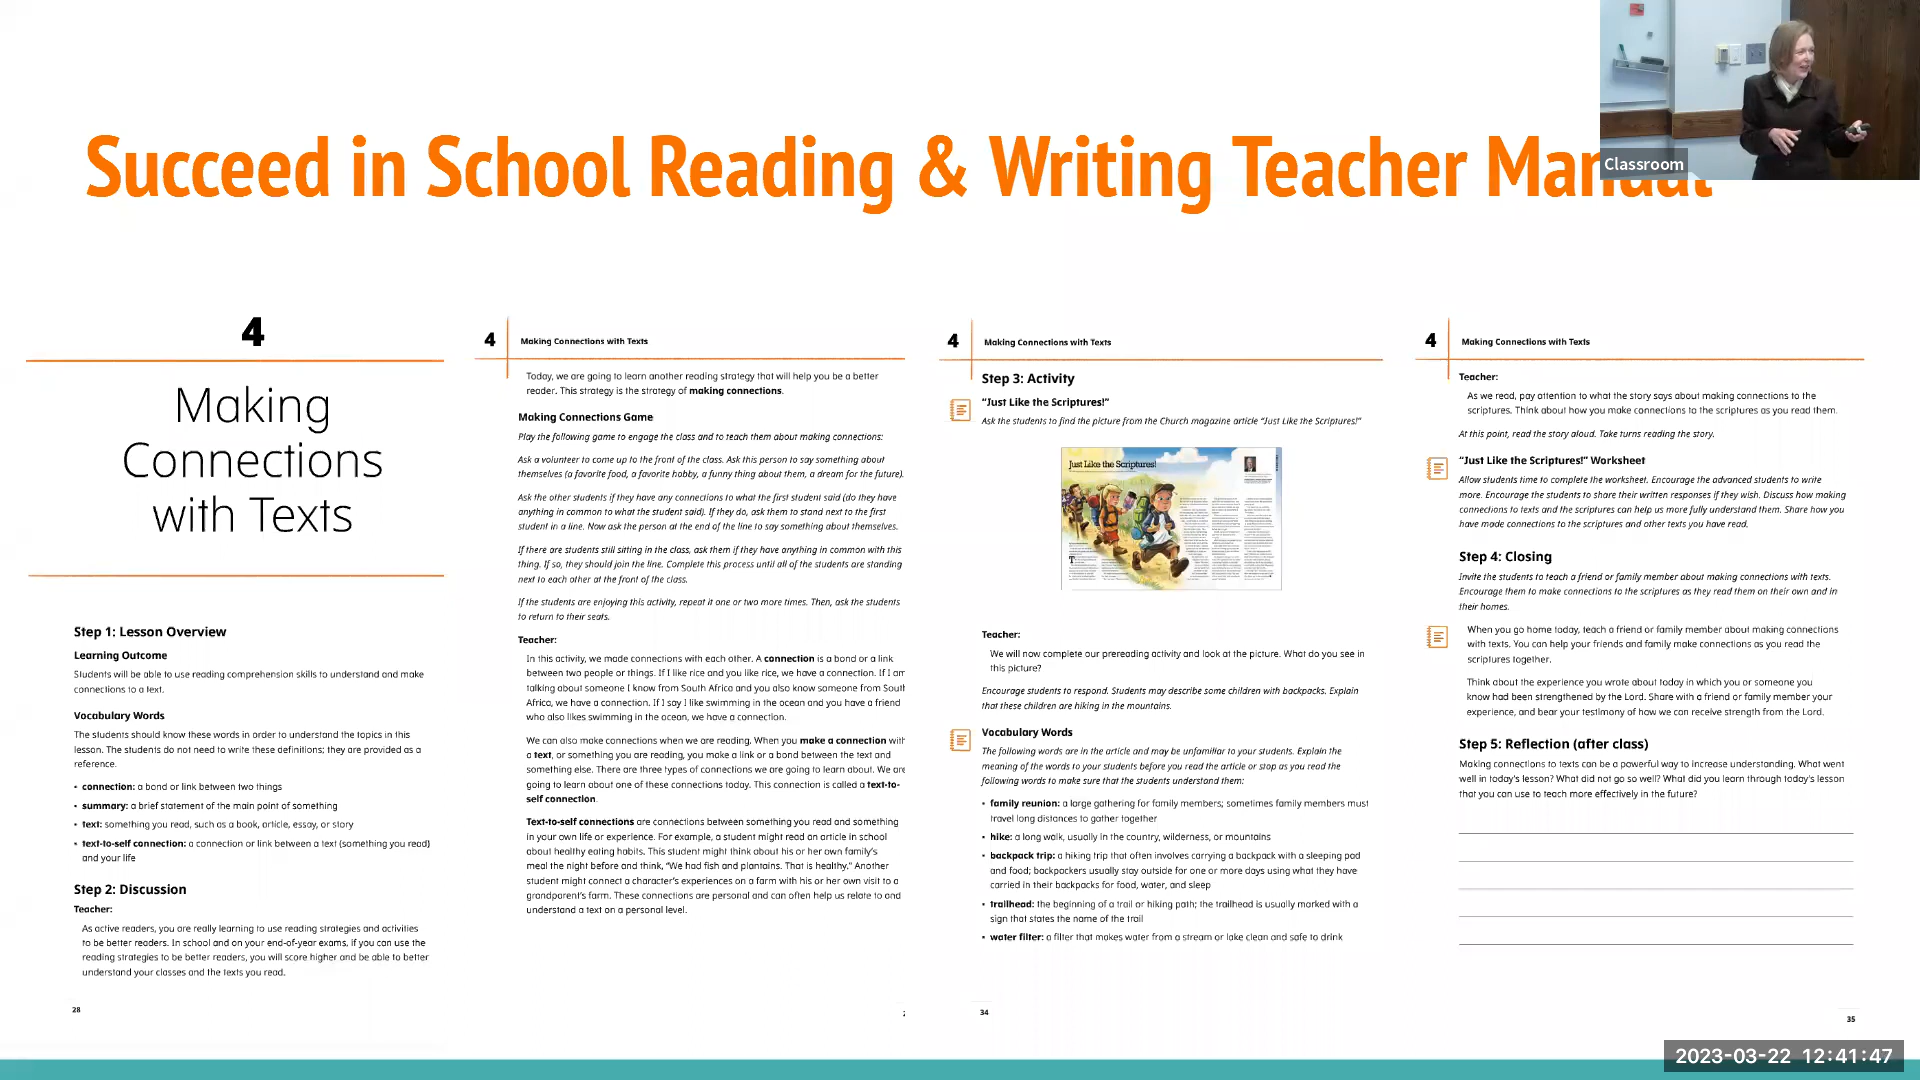 Succeed in School Reading & Writing Teacher Manual
Classroom
4
Making
Connections
with Texts
Step 1: Lesson Overview
Learning Outcome
Students will be able to use reading comprehension skills to understand and make
connections to a text.
Vocabulary Words
The students should know these words in order to understand the topics in this
lesson. The students do not need to write these definitions; they are provided as a
reference.
• connection: a bond or link between two things
• summary: a brief statement of the main point of something
• text: something you read, such as a book, article, essay, or story
• text-to-self connection: a connection or link between a text (something you read)
and your life
Step 2: Discussion
Teacher:
As active readers, you are really learning to use reading strategies and activities
to be better readers. In school and on your end-of-year exams, if you can use the
reading strategies to be better readers, you will score higher and be able to better
understand your classes and the texts you read.
28
4
Making Connections with Texts
Today, we are going to learn another reading strategy that will help you be a better
reader. This strategy is the strategy of making connections.
Making Connections Game
Play the following game to engage the class and to teach them about making connections:
Ask a volunteer to come up to the front of the class. Ask this person to say something about
themselves (a favorite food, a favorite hobby, a funny thing about them, a dream for the future).
Ask the other students if they have any connections to what the first student said (do they have
anything in common to what the student said). If they do, ask them to stand next to the first
student in a line. Now ask the person at the end of the line to say something about themselves.
If there are students still sitting in the class, ask them if they have anything in common with this
thing. If so, they should join the line. Complete this process until all of the students are standing
next to each other at the front of the class.
If the students are enjoying this activity, repeat it one or two more times. Then, ask the students
to return to their seats.
Teacher:
In this activity, we made connections with each other. A connection is a bond or a link
between two people or things. If I like rice and you like rice, we have a connection. If I am
talking about someone I know from South Africa and you also know someone from South
Africa, we have a connection. If I say I like swimming in the ocean and you have a friend
who also likes swimming in the ocean, we have a connection.
We can also make connections when we are reading. When you make a connection with
a text, or something you are reading, you make a link or a bond between the text and
something else. There are three types of connections we are going to learn about. We are
going to learn about one of these connections today. This connection is called a text-to-
self connection.
Text-to-self connections are connections between something you read and something
in your own life or experience. For example, a student might read an article in school
about healthy eating habits. This student might think about his or her own family's
meal the night before and think, "We had fish and plantains. That is healthy." Another
student might connect a character's experiences on a farm with his or her own visit to a
grandparent's farm. These connections are personal and can often help us relate to and
understand a text on a personal level.
4
Making Connections with Texts
Step 3: Activity
"Just Like the Scriptures!"
Ask the students to find the picture from the Church magazine article "Just Like the Scriptures!"
Just Like the Scriptures!
Teacher:
We will now complete our prereading activity and look at the picture. What do you see in
this picture?
Encourage students to respond. Students may describe some children with backpacks. Explain
that these children are hiking in the mountains.
Vocabulary Words
The following words are in the article and may be unfamiliar to your students. Explain the
meaning of the words to your students before you read the article or stop as you read the
following words to make sure that the students understand them:
• family reunion: a large gathering for family members; sometimes family members must
travel long distances to gather together
• hike: a long walk, usually in the country, wilderness, or mountains
• backpack trip: a hiking trip that often involves carrying a backpack with a sleeping pad
and food; backpackers usually stay outside for one or more days using what they have
carried in their backpacks for food, water, and sleep
• trailhead: the beginning of a trail or hiking path; the trailhead is usually marked with a
sign that states the name of the trail
• water filter: a filter that makes water from a stream or lake clean and safe to drink
34
4
Making Connections with Texts
Teacher:
As we read, pay attention to what the story says about making connections to the
scriptures. Think about how you make connections to the scriptures as you read them.
At this point, read the story aloud. Take turns reading the story.
"Just Like the Scriptures!" Worksheet
Allow students time to complete the worksheet. Encourage the advanced students to write
more. Encourage the students to share their written responses if they wish. Discuss how making
connections to texts and the scriptures can help us more fully understand them. Share how you
have made connections to the scriptures and other texts you have read.
Step 4: Closing
Invite the students to teach a friend or family member about making connections with texts.
Encourage them to make connections to the scriptures as they read them on their own and in
their homes.
When you go home today, teach a friend or family member about making connections
with texts. You can help your friends and family make connections as you read the
scriptures together.
Think about the experience you wrote about today in which you or someone you
know had been strengthened by the Lord. Share with a friend or family member your
experience, and bear your testimony of how we can receive strength from the Lord.
Step 5: Reflection (after class)
Making connections to texts can be a powerful way to increase understanding. What went
well in today's lesson? What did not go so well? What did you learn through today's lesson
that you can use to teach more effectively in the future?
35
2023-03-22 12:41:47